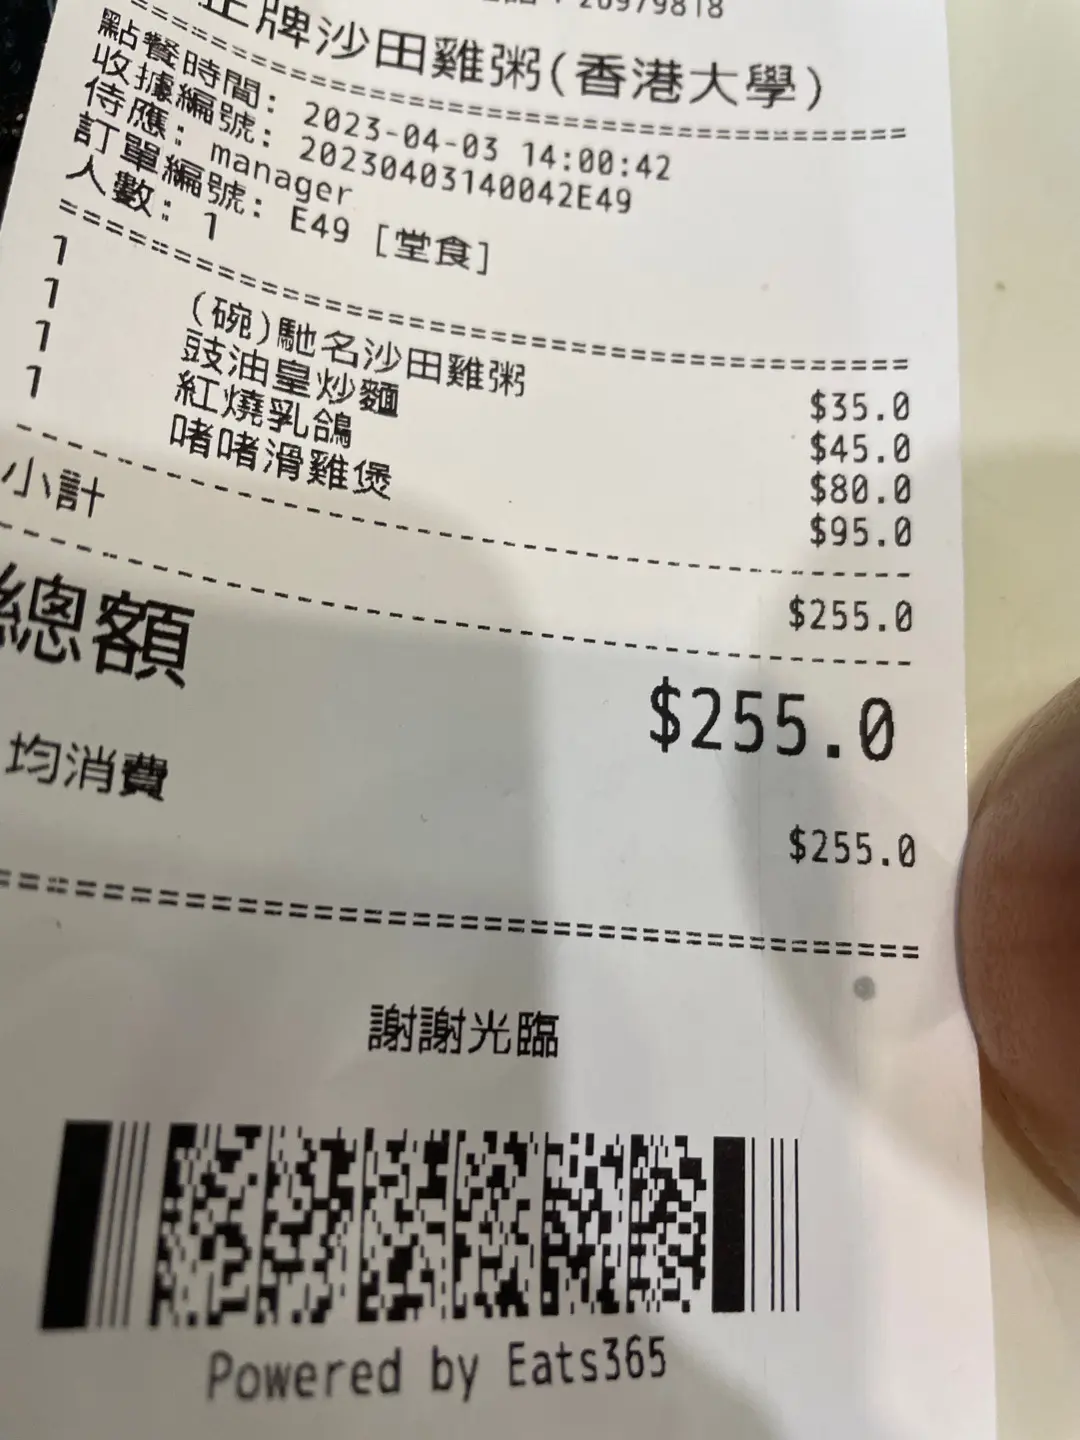 正牌沙田雞粥(香港大學)
==============================
點餐時間: 2023-04-03 14:00:42
收據編號: 20230403140042E49
侍應: manager
訂單編號: E49 [堂食]
人數: 1
==============================
1 (碗)馳名沙田雞粥 $35.0
1 豉油皇炒麵 $45.0
1 紅燒乳鴿 $80.0
1 啫啫滑雞煲 $95.0
------------------------------
小計 $255.0
------------------------------
總額 $255.0
均消費 $255.0
==============================
謝謝光臨
Powered by Eats365